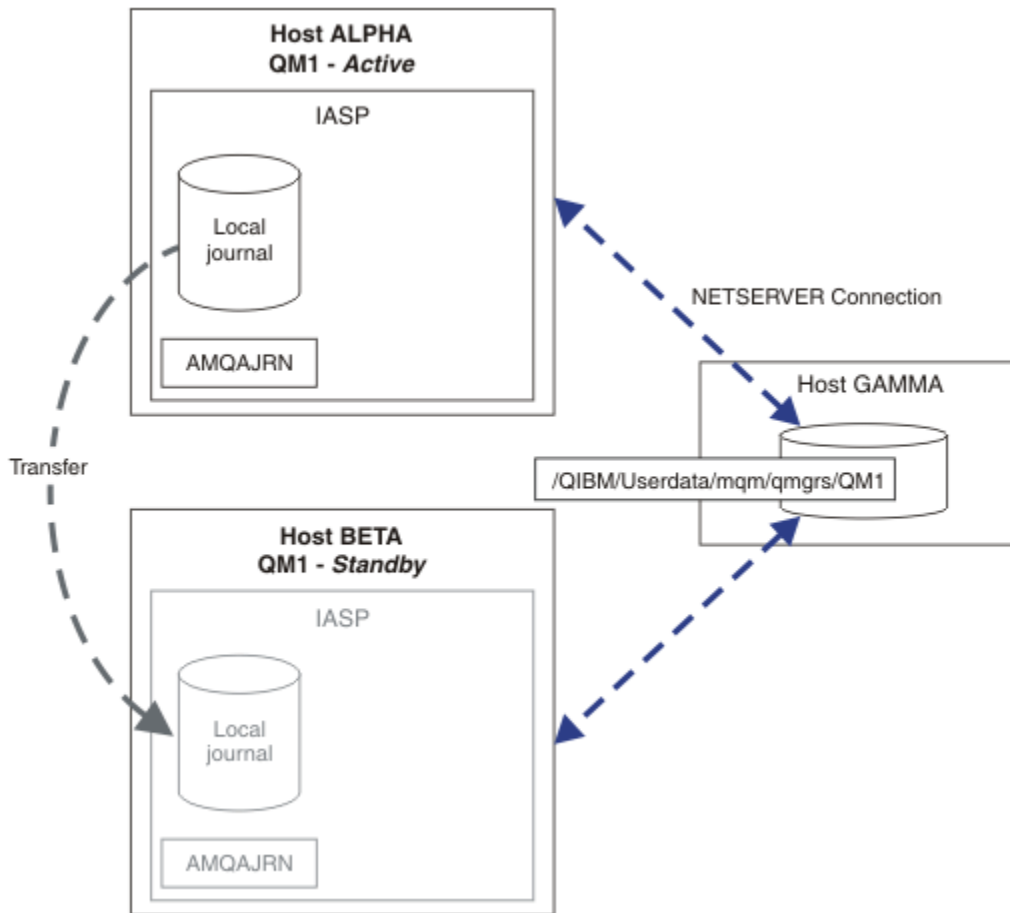 Host ALPHA
QM1 - Active
IASP
Local
journal
AMQAJRN
NETSERVER Connection
Host GAMMA
/QIBM/Userdata/mqm/qmgrs/QM1
Transfer
Host BETA
QM1 - Standby
IASP
Local
journal
AMQAJRN